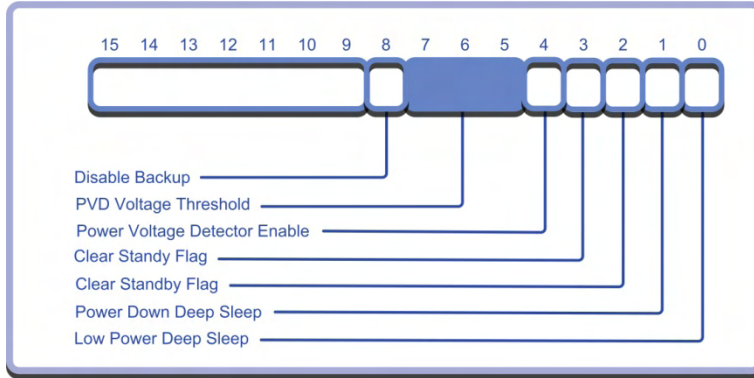 15 14 13 12 11 10 9 8 7 6 5 4 3 2 1 0
Disable Backup
PVD Voltage Threshold
Power Voltage Detector Enable
Clear Standy Flag
Clear Standby Flag
Power Down Deep Sleep
Low Power Deep Sleep